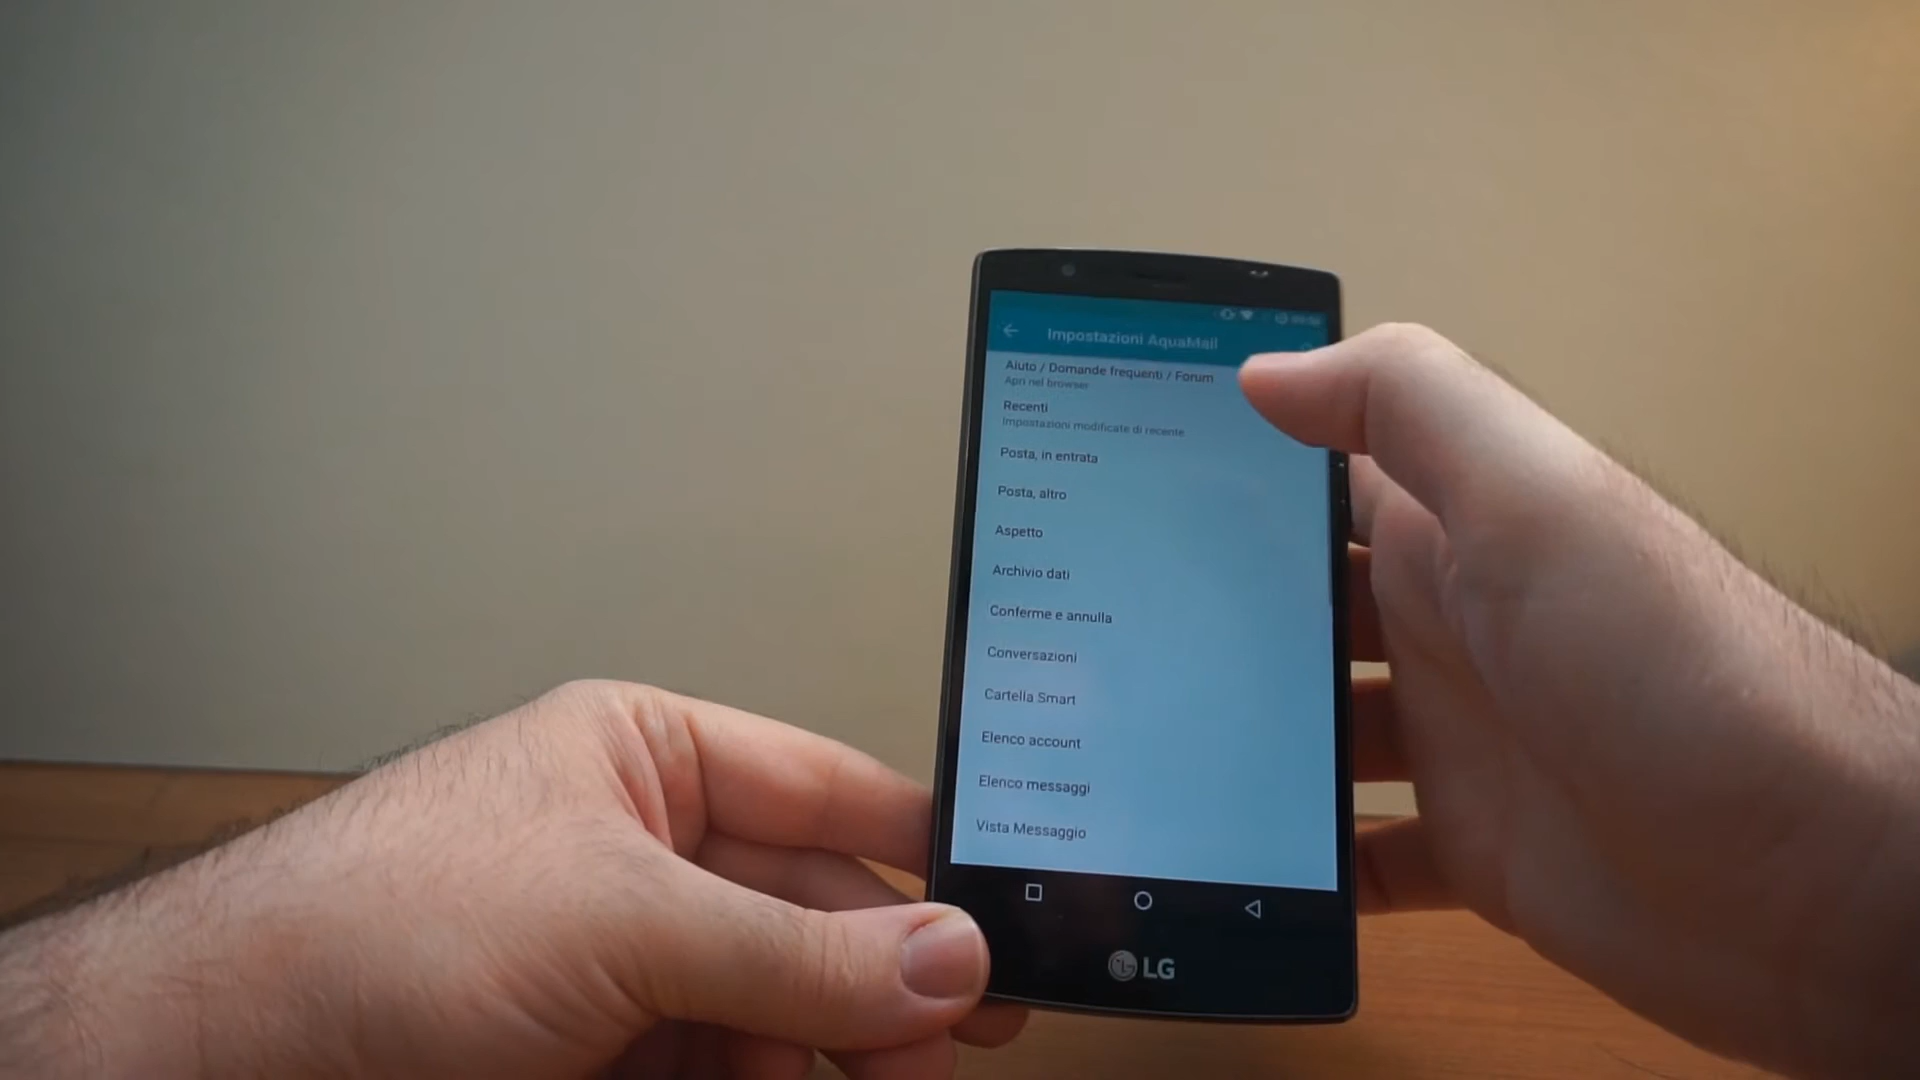 Impostazioni AquaMail
Aiuto / Domande frequenti / Forum
Apri nel browser
Recenti
Impostazioni modificate di recente
Posta, in entrata
Posta, altro
Aspetto
Archivio dati
Conferme e annulla
Conversazioni
Cartella Smart
Elenco account
Elenco messaggi
Vista Messaggio
LG